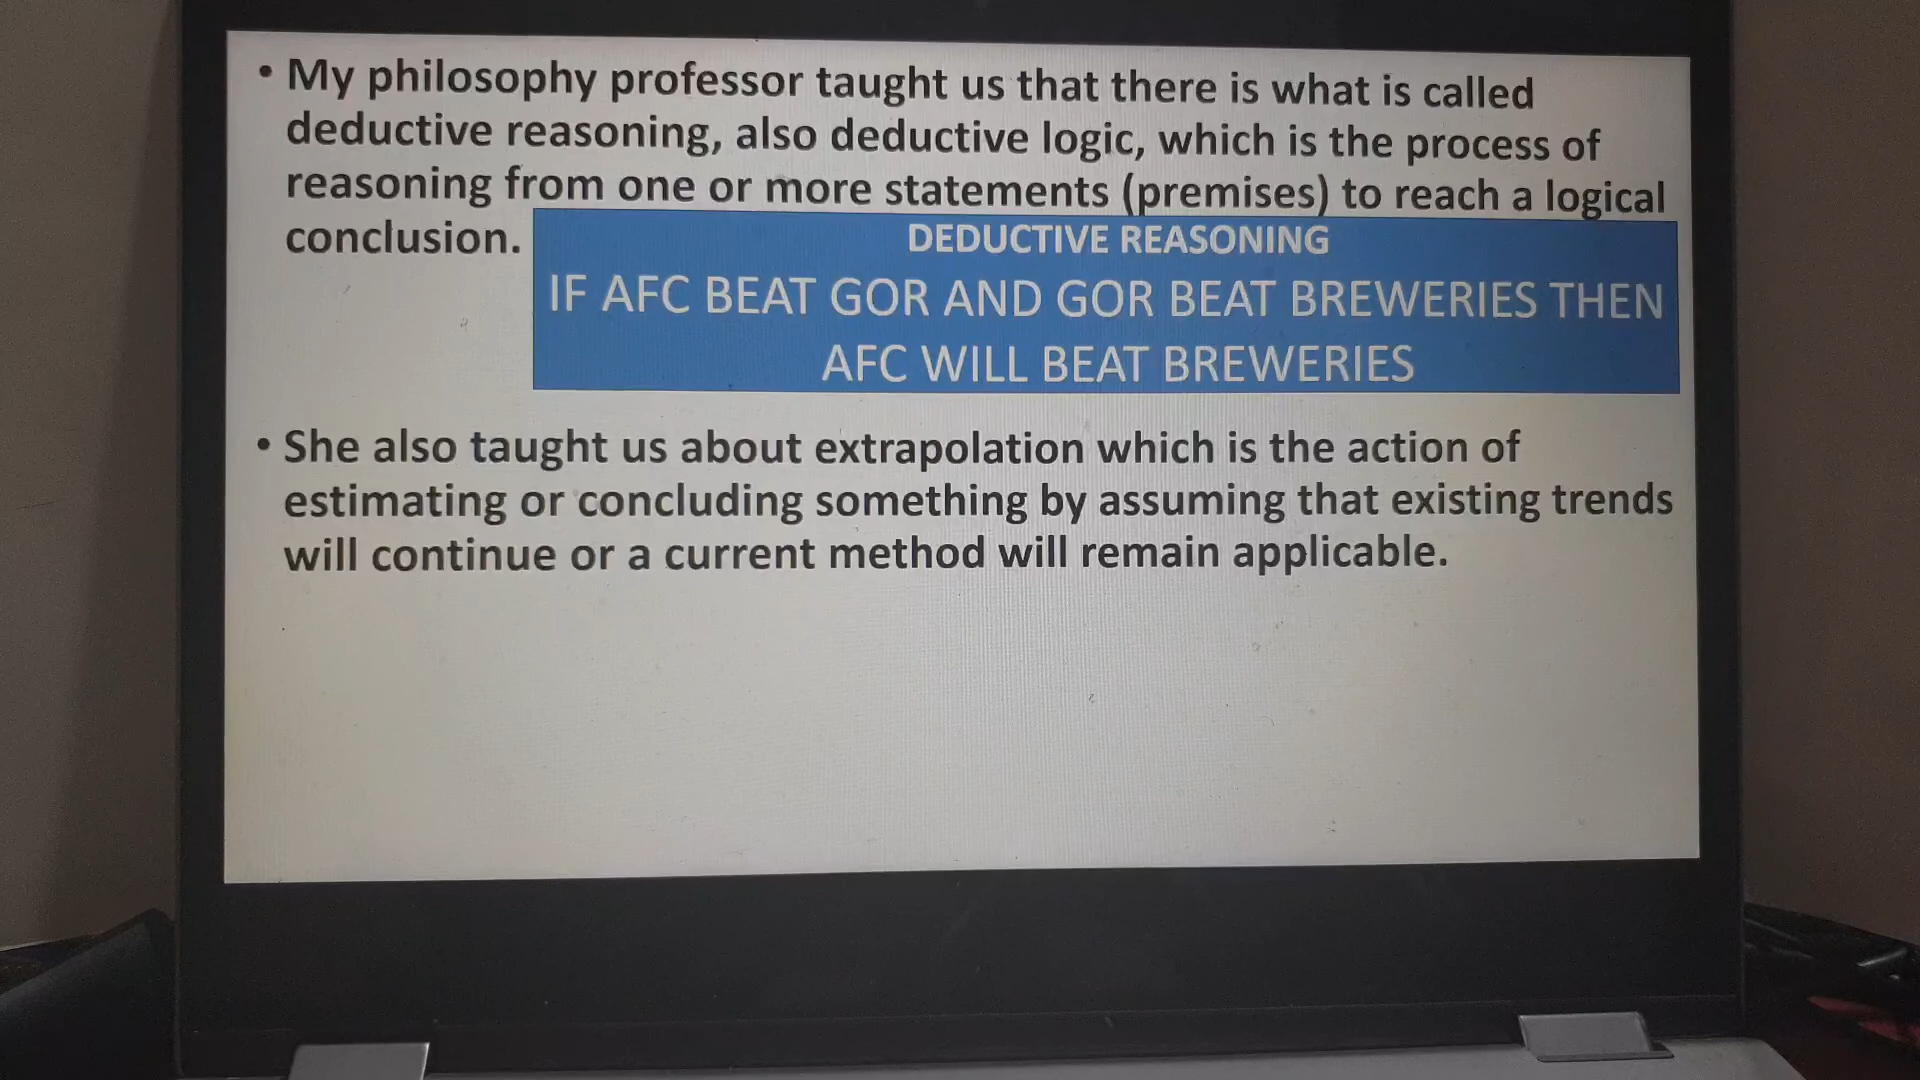 • My philosophy professor taught us that there is what is called
deductive reasoning, also deductive logic, which is the process of
reasoning from one or more statements (premises) to reach a logical
conclusion.
DEDUCTIVE REASONING
IF AFC BEAT GOR AND GOR BEAT BREWERIES THEN
AFC WILL BEAT BREWERIES
• She also taught us about extrapolation which is the action of
estimating or concluding something by assuming that existing trends
will continue or a current method will remain applicable.